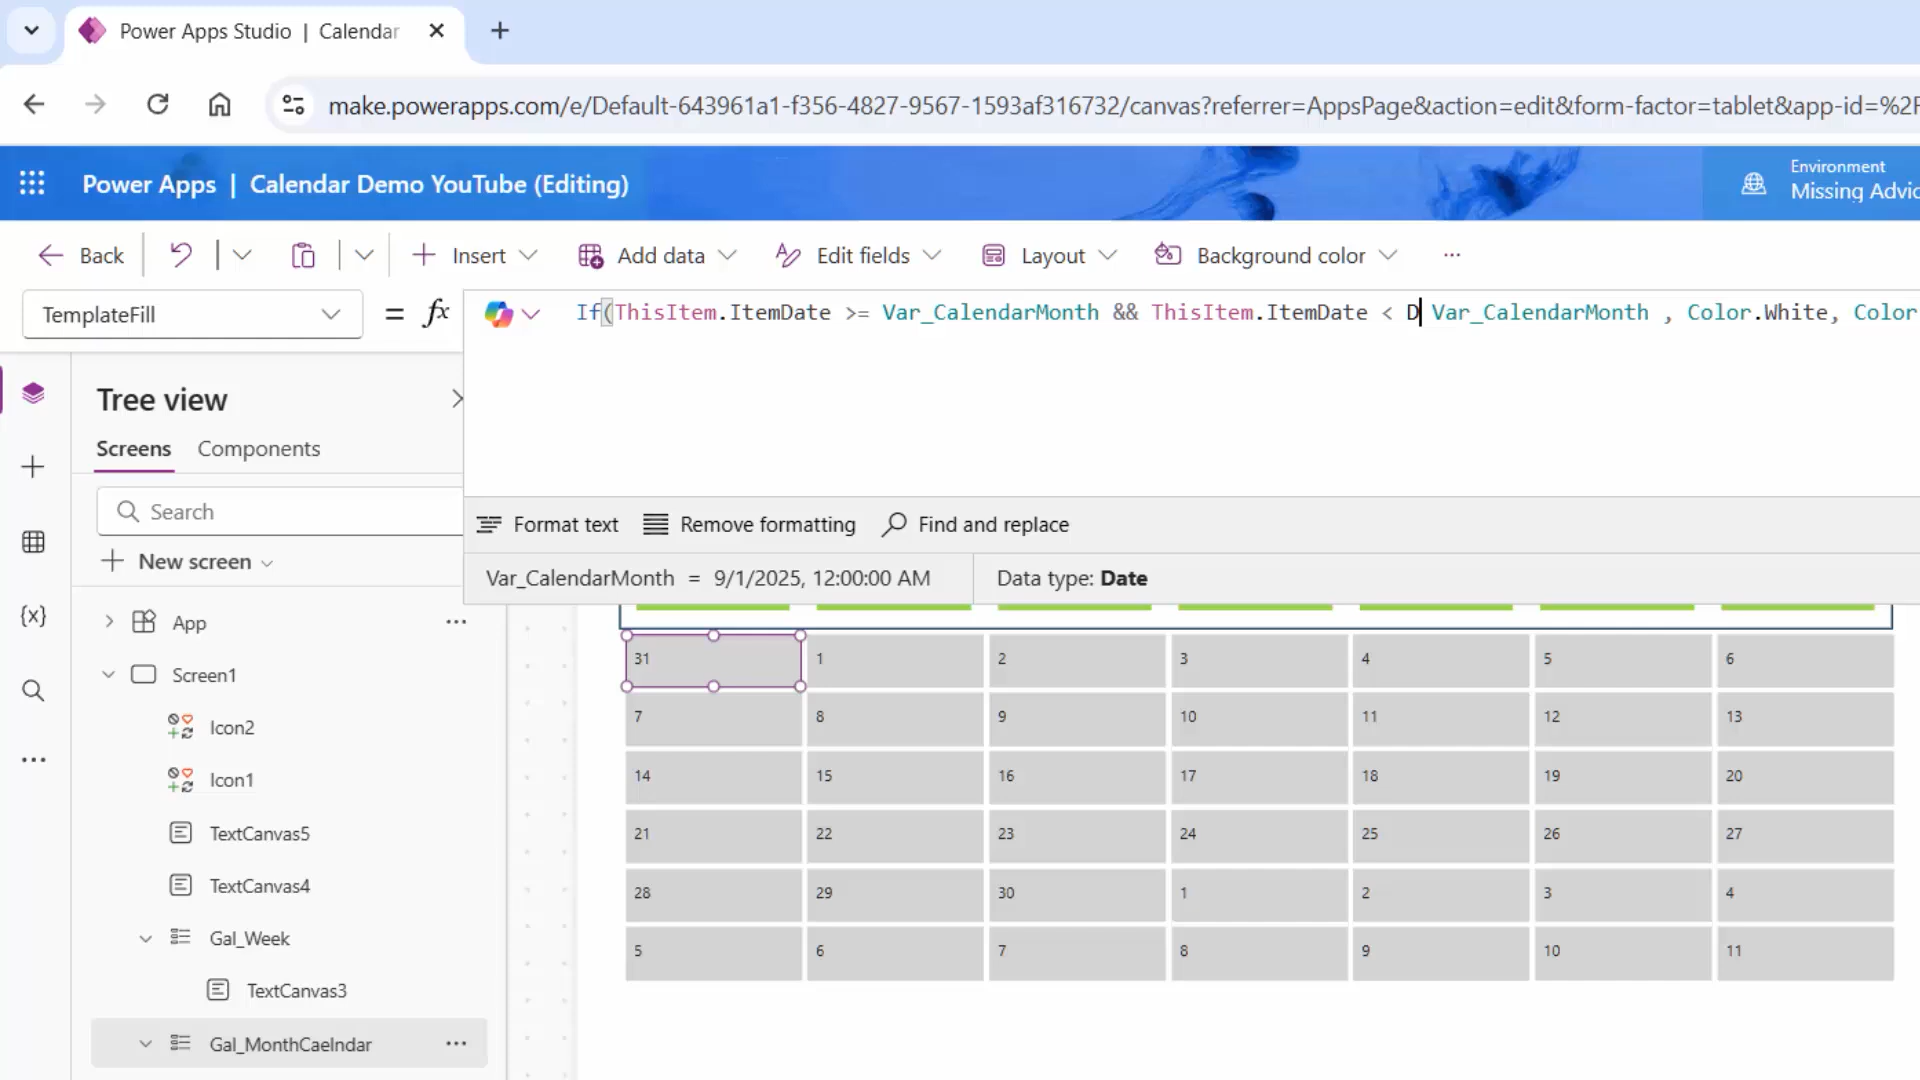 Power Apps Studio | Calendar
make.powerapps.com/e/Default-643961a1-f356-4827-9567-1593af316732/canvas?referrer=AppsPage&action=edit&form-factor=tablet&app-id=%2F
Power Apps | Calendar Demo YouTube (Editing)
Environment
Missing Advic
Back
Insert
Add data
Edit fields
Layout
Background color
...
TemplateFill
= fx
If(ThisItem.ItemDate >= Var_CalendarMonth && ThisItem.ItemDate < D Var_CalendarMonth , Color.White, Color
Tree view
Screens
Components
Search
New screen
Format text
Remove formatting
Find and replace
Var_CalendarMonth = 9/1/2025, 12:00:00 AM
Data type: Date
App
Screen1
Icon2
Icon1
TextCanvas5
TextCanvas4
Gal_Week
TextCanvas3
Gal_MonthCaelndar
31 1 2 3 4 5 6
7 8 9 10 11 12 13
14 15 16 17 18 19 20
21 22 23 24 25 26 27
28 29 30 1 2 3 4
5 6 7 8 9 10 11